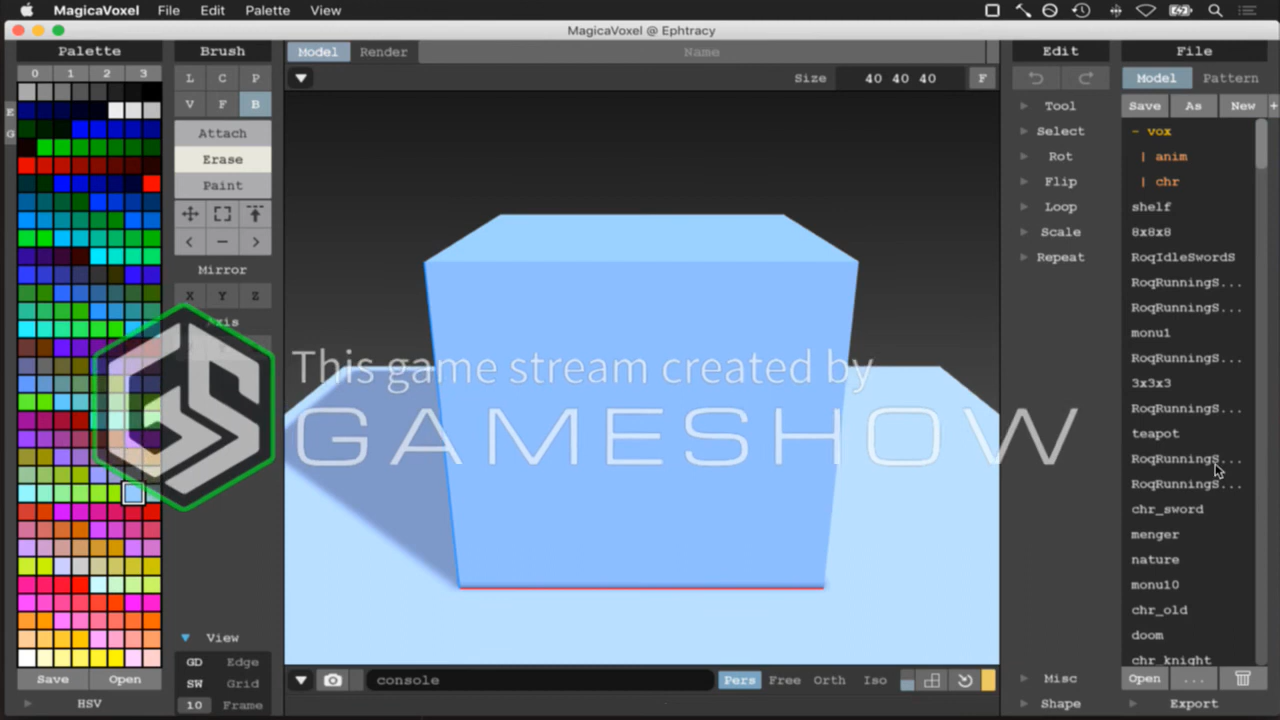 MagicaVoxel File Edit Palette View
MagicaVoxel @ Ephtracy
Palette Brush Model Render Name Edit File
0 1 2 3
L C P
Size 40 40 40 F
Model Pattern
E
V F B
Tool
Save As New +
G
Attach
Select
- vox
Erase
Rot
| anim
Paint
Flip
| chr
Loop
shelf
< - >
Scale
8x8x8
Mirror
Repeat
RoqIdleSwordS
X Y Z
RoqRunningS...
Axis
RoqRunningS...
monu1
This game stream created by
RoqRunningS...
GAMESHOW
3x3x3
RoqRunningS...
teapot
RoqRunningS...
RoqRunningS...
chr_sword
menger
nature
monu10
chr_old
View
doom
GD Edge
chr_knight
Save Open
SW Grid
console
Pers Free Orth Iso
Misc
Open ...
HSV
10 Frame
Shape
Export